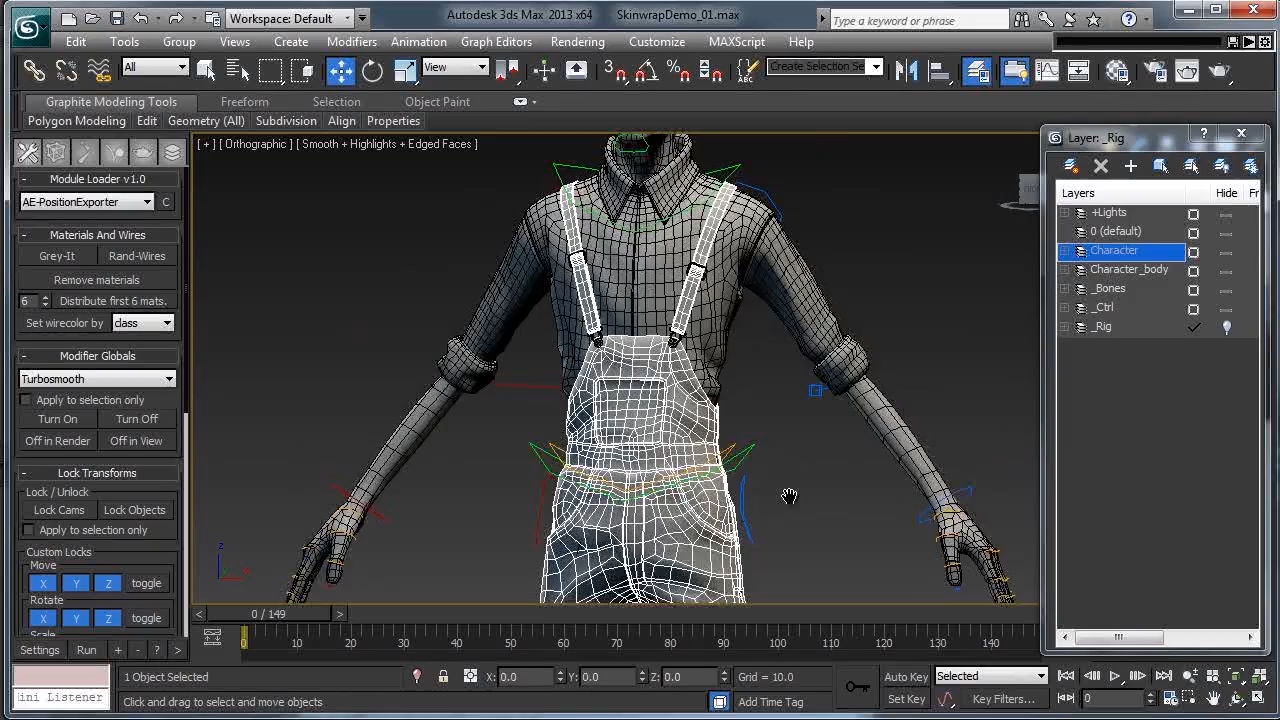 Workspace: Default
Autodesk 3ds Max 2013 x64 SkinwrapDemo_01.max
Type a keyword or phrase
Edit Tools Group Views Create Modifiers Animation Graph Editors Rendering Customize MAXScript Help
All
View
3
Create Selection Se
Graphite Modeling Tools Freeform Selection Object Paint
Polygon Modeling Edit Geometry (All) Subdivision Align Properties
[ + ] [ Orthographic ] [ Smooth + Highlights + Edged Faces ]
Module Loader v1.0
AE-PositionExporter C
Materials And Wires
Grey-It Rand-Wires
Remove materials
6 Distribute first 6 mats.
Set wirecolor by class
Modifier Globals
Turbosmooth
Apply to selection only
Turn On Turn Off
Off in Render Off in View
Lock Transforms
Lock / Unlock
Lock Cams Lock Objects
Apply to selection only
Custom Locks
Move
X Y Z toggle
Rotate
X Y Z toggle
Scale
Settings Run + - ? >
Layer: _Rig
Layers Hide Fr
+Lights
0 (default)
Character
Character_body
_Bones
_Ctrl
_Rig
z
< 0 / 149 >
0 20 30 40 50 60 70 80 90 100 110 120 130 140
ini Listener
1 Object Selected
X: 0.0 Y: 0.0 Z: 0.0 Grid = 10.0
Click and drag to select and move objects
Add Time Tag
Auto Key Selected
Set Key Key Filters...
0